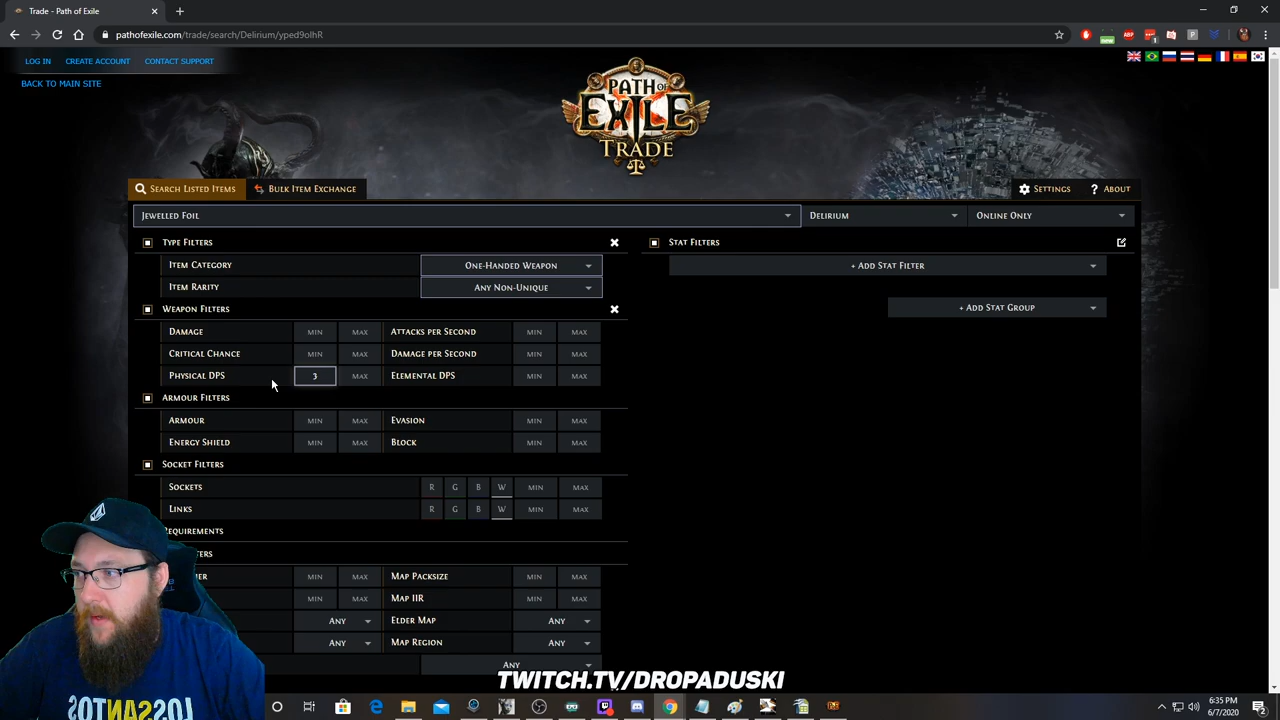 Trade - Path of Exile
pathofexile.com/trade/search/Delirium/yped9olhR
LOG IN CREATE ACCOUNT CONTACT SUPPORT
BACK TO MAIN SITE
PATH OF
EXILE
TRADE
Search Listed Items Bulk Item Exchange Settings ? About
Jewelled Foil Delirium Online Only
Type Filters Stat Filters
Item Category One-Handed Weapon + Add Stat Filter
Item Rarity Any Non-Unique
+ Add Stat Group
Weapon Filters
Damage MIN MAX Attacks per Second MIN MAX
Critical Chance MIN MAX Damage per Second MIN MAX
Physical DPS 3 MAX Elemental DPS MIN MAX
Armour Filters
Armour MIN MAX Evasion MIN MAX
Energy Shield MIN MAX Block MIN MAX
Socket Filters
Sockets R G B W MIN MAX
Links R G B W MIN MAX
MIN MAX Map Packsize MIN MAX
MIN MAX Map IIR MIN MAX
Any Elder Map Any
Any Map Region Any
Any
TWITCH.TV/DROPADUSKI
6:35 PM
6/7/2020